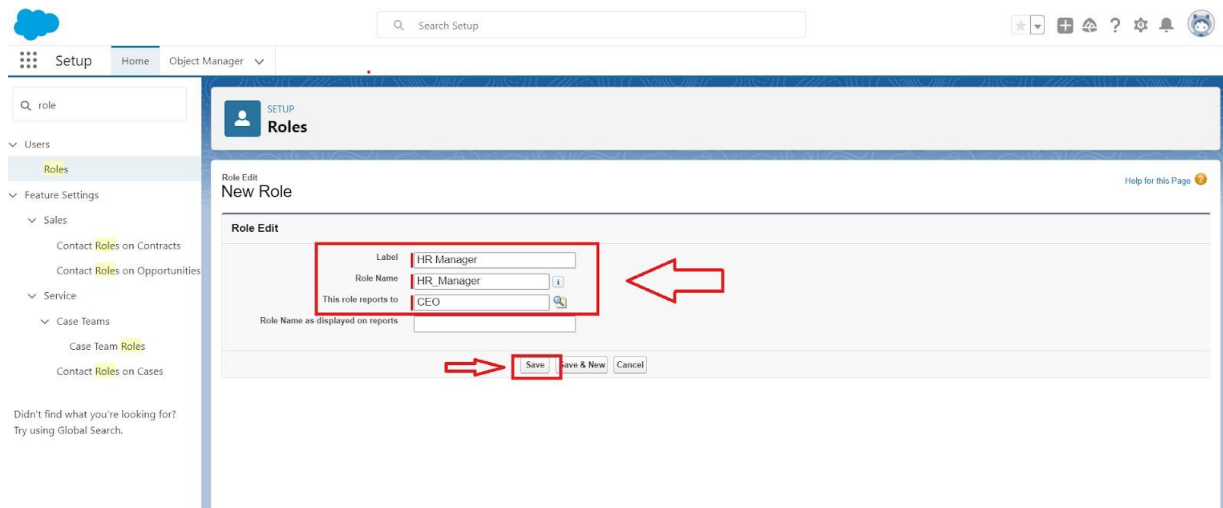 Search Setup
Setup
Home
Object Manager
role
Users
Roles
Feature Settings
Sales
Contact Roles on Contracts
Contact Roles on Opportunities
Service
Case Teams
Case Team Roles
Contact Roles on Cases
Didn't find what you're looking for?
Try using Global Search.
SETUP
Roles
Role Edit
New Role
Help for this Page
Role Edit
Label HR Manager
Role Name HR_Manager
This role reports to CEO
Role Name as displayed on reports
Save Save & New Cancel